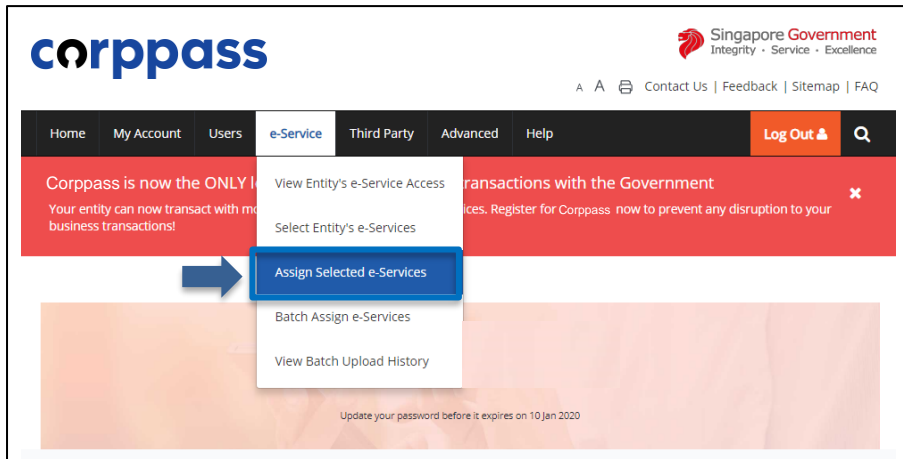 corppass
Singapore Government
Integrity · Service · Excellence
A A Contact Us | Feedback | Sitemap | FAQ
Home My Account Users e-Service Third Party Advanced Help Log Out
Corppass is now the ONLY l ransactions with the Government
Your entity can now transact with m ices. Register for Corppass now to prevent any disruption to your
business transactions!
View Entity's e-Service Access
Select Entity's e-Services
Assign Selected e-Services
Batch Assign e-Services
View Batch Upload History
Update your password before it expires on 10 Jan 2020